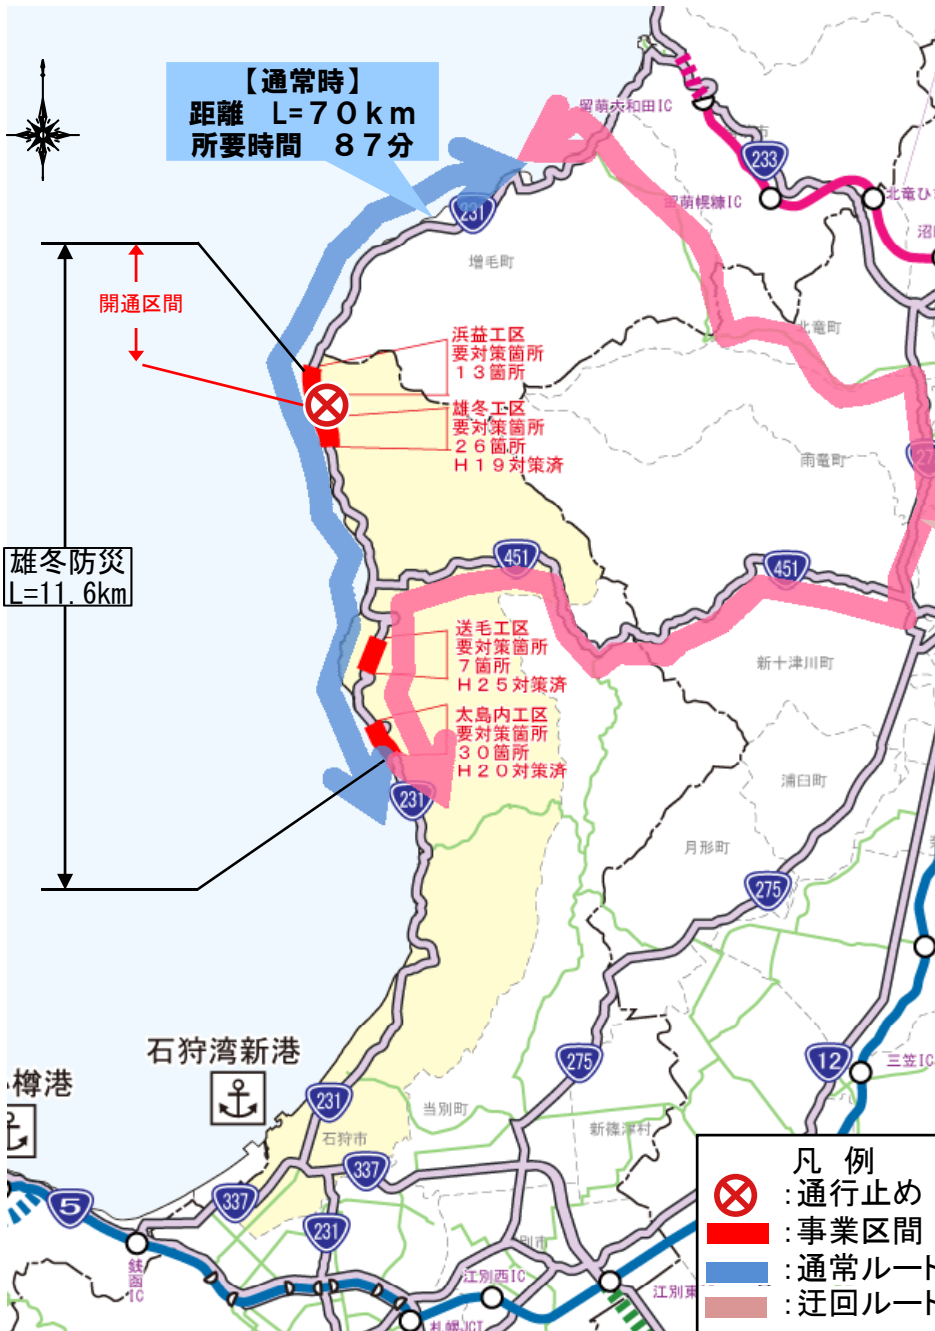 【通常時】
距離　L=７０ｋｍ
所要時間　８７分
留萌大和田IC
233
留萌幌糠IC
北竜ひ
沼
231
増毛町
開通区間
北竜町
浜益工区
要対策箇所
１３箇所
雄冬工区
要対策箇所
２６箇所
Ｈ１９対策済
雨竜町
雄冬防災
L=11.6km
451
451
送毛工区
要対策箇所
７箇所
Ｈ２５対策済
新十津川町
太島内工区
要対策箇所
３０箇所
Ｈ２０対策済
浦臼町
231
月形町
275
石狩湾新港
樽港
275
12
三笠IC
231
当別町
新篠津村
石狩市
337
337
5
231
銭函IC
江別西IC
江別東
札幌JCT
凡　例
：通行止め
：事業区間
：通常ルート
：迂回ルート